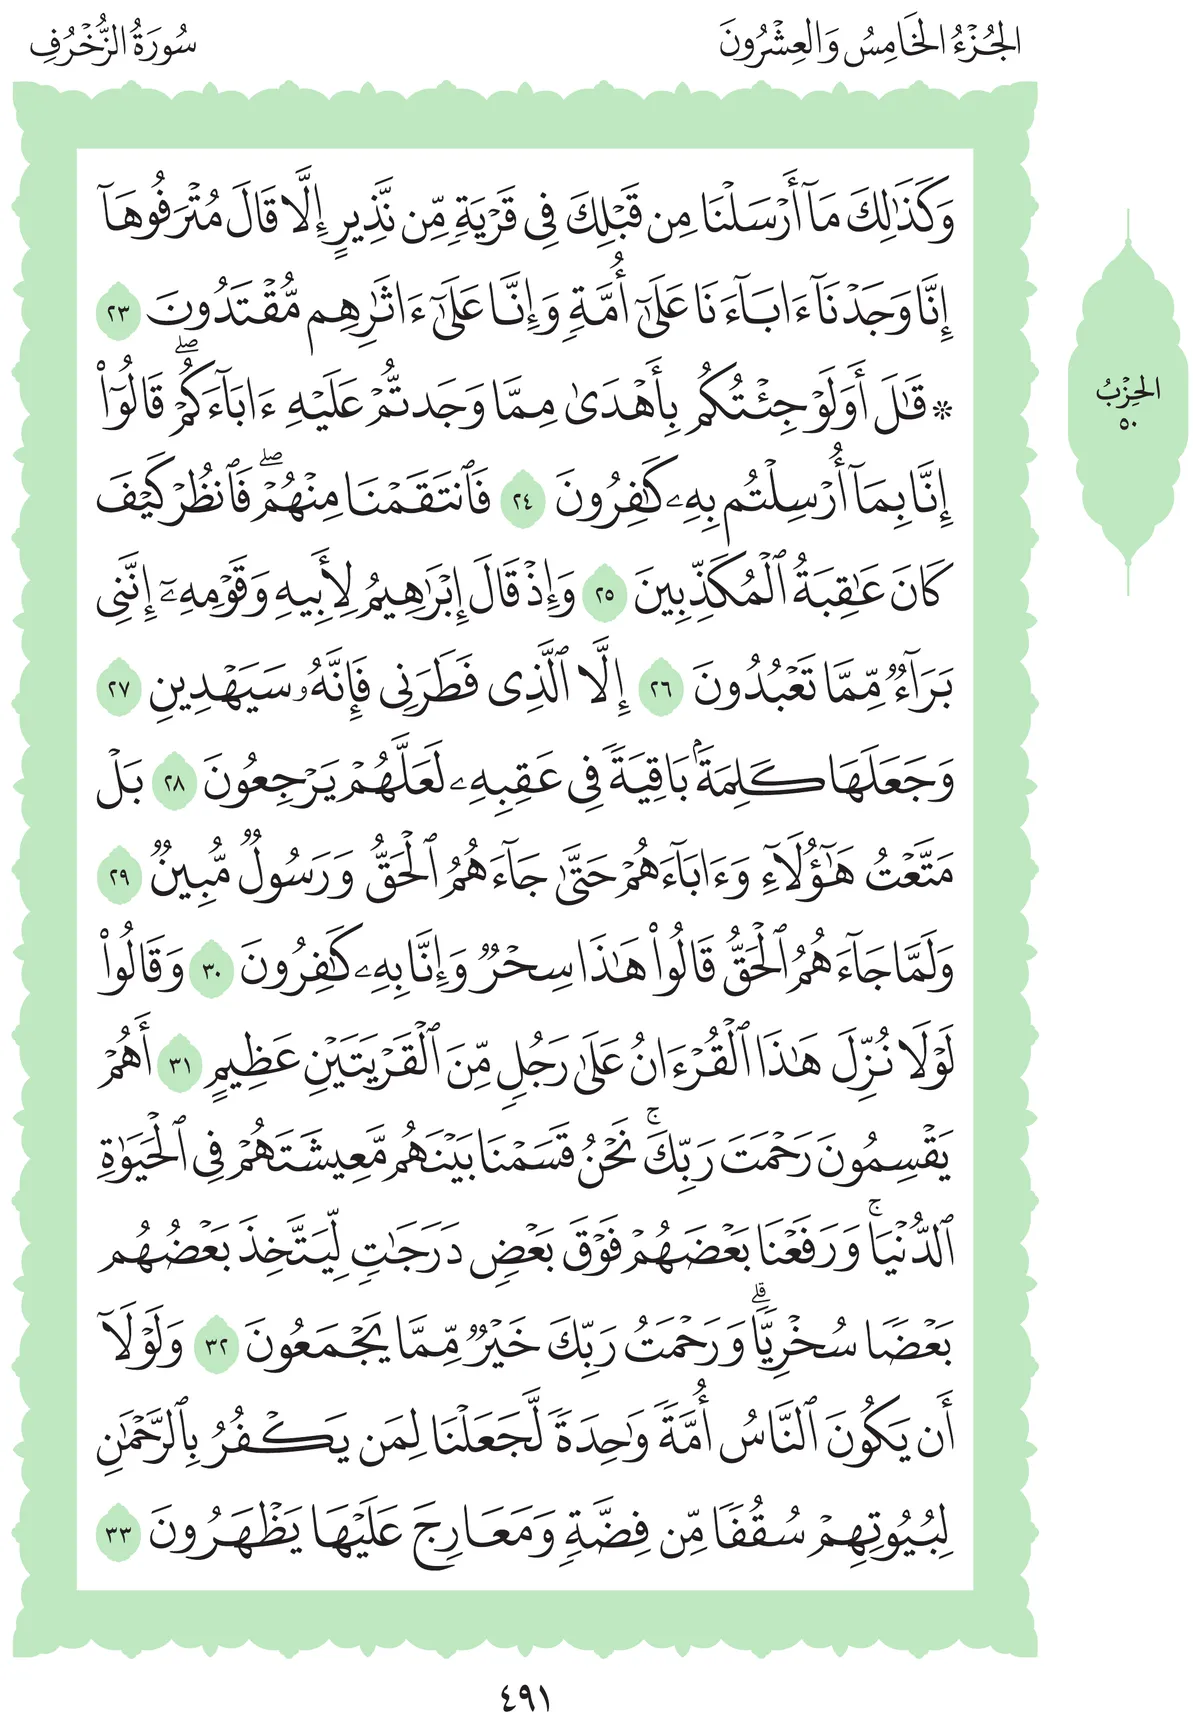 الجُزْءُ الخَامِسُ وَالعِشْرُونَ
سُورَةُ الزُّخْرُفِ
وَكَذَٰلِكَ مَآ أَرْسَلْنَا مِن قَبْلِكَ فِي قَرْيَةٖ مِّن نَّذِيرٍ إِلَّا قَالَ مُتْرَفُوهَآ
إِنَّا وَجَدْنَآ ءَابَآءَنَا عَلَىٰٓ أُمَّةٖ وَإِنَّا عَلَىٰٓ ءَاثَٰرِهِم مُّقْتَدُونَ ٢٣
۞ قَٰلَ أَوَلَوْ جِئْتُكُم بِأَهْدَىٰ مِمَّا وَجَدتُّمْ عَلَيْهِ ءَابَآءَكُمْۖ قَالُوٓاْ
إِنَّا بِمَآ أُرْسِلْتُم بِهِۦ كَٰفِرُونَ ٢٤ فَٱنتَقَمْنَا مِنْهُمْۖ فَٱنظُرْ كَيْفَ
كَانَ عَٰقِبَةُ ٱلْمُكَذِّبِينَ ٢٥ وَإِذْ قَالَ إِبْرَٰهِيمُ لِأَبِيهِ وَقَوْمِهِۦٓ إِنَّنِي
بَرَآءٞ مِّمَّا تَعْبُدُونَ ٢٦ إِلَّا ٱلَّذِي فَطَرَنِي فَإِنَّهُۥ سَيَهْدِينِ ٢٧
وَجَعَلَهَا كَلِمَةَۢ بَاقِيَةٗ فِي عَقِبِهِۦ لَعَلَّهُمْ يَرْجِعُونَ ٢٨ بَلْ
مَتَّعْتُ هَٰٓؤُلَآءِ وَءَابَآءَهُمْ حَتَّىٰ جَآءَهُمُ ٱلْحَقُّ وَرَسُولٞ مُّبِينٞ ٢٩
وَلَمَّا جَآءَهُمُ ٱلْحَقُّ قَالُواْ هَٰذَا سِحْرٞ وَإِنَّا بِهِۦ كَٰفِرُونَ ٣٠ وَقَالُواْ
لَوْلَا نُزِّلَ هَٰذَا ٱلْقُرْءَانُ عَلَىٰ رَجُلٖ مِّنَ ٱلْقَرْيَتَيْنِ عَظِيمٍ ٣١ أَهُمْ
يَقْسِمُونَ رَحْمَتَ رَبِّكَۚ نَحْنُ قَسَمْنَا بَيْنَهُم مَّعِيشَتَهُمْ فِي ٱلْحَيَوٰةِ
ٱلدُّنْيَاۚ وَرَفَعْنَا بَعْضَهُمْ فَوْقَ بَعْضٖ دَرَجَٰتٖ لِّيَتَّخِذَ بَعْضُهُم
بَعْضٗا سُخْرِيّٗاۗ وَرَحْمَتُ رَبِّكَ خَيْرٞ مِّمَّا يَجْمَعُونَ ٣٢ وَلَوْلَآ
أَن يَكُونَ ٱلنَّاسُ أُمَّةٗ وَٰحِدَةٗ لَّجَعَلْنَا لِمَن يَكْفُرُ بِٱلرَّحْمَٰنِ
لِبُيُوتِهِمْ سُقُفٗا مِّن فِضَّةٖ وَمَعَارِجَ عَلَيْهَا يَظْهَرُونَ ٣٣
الحِزْبُ
٥٠
٤٩١